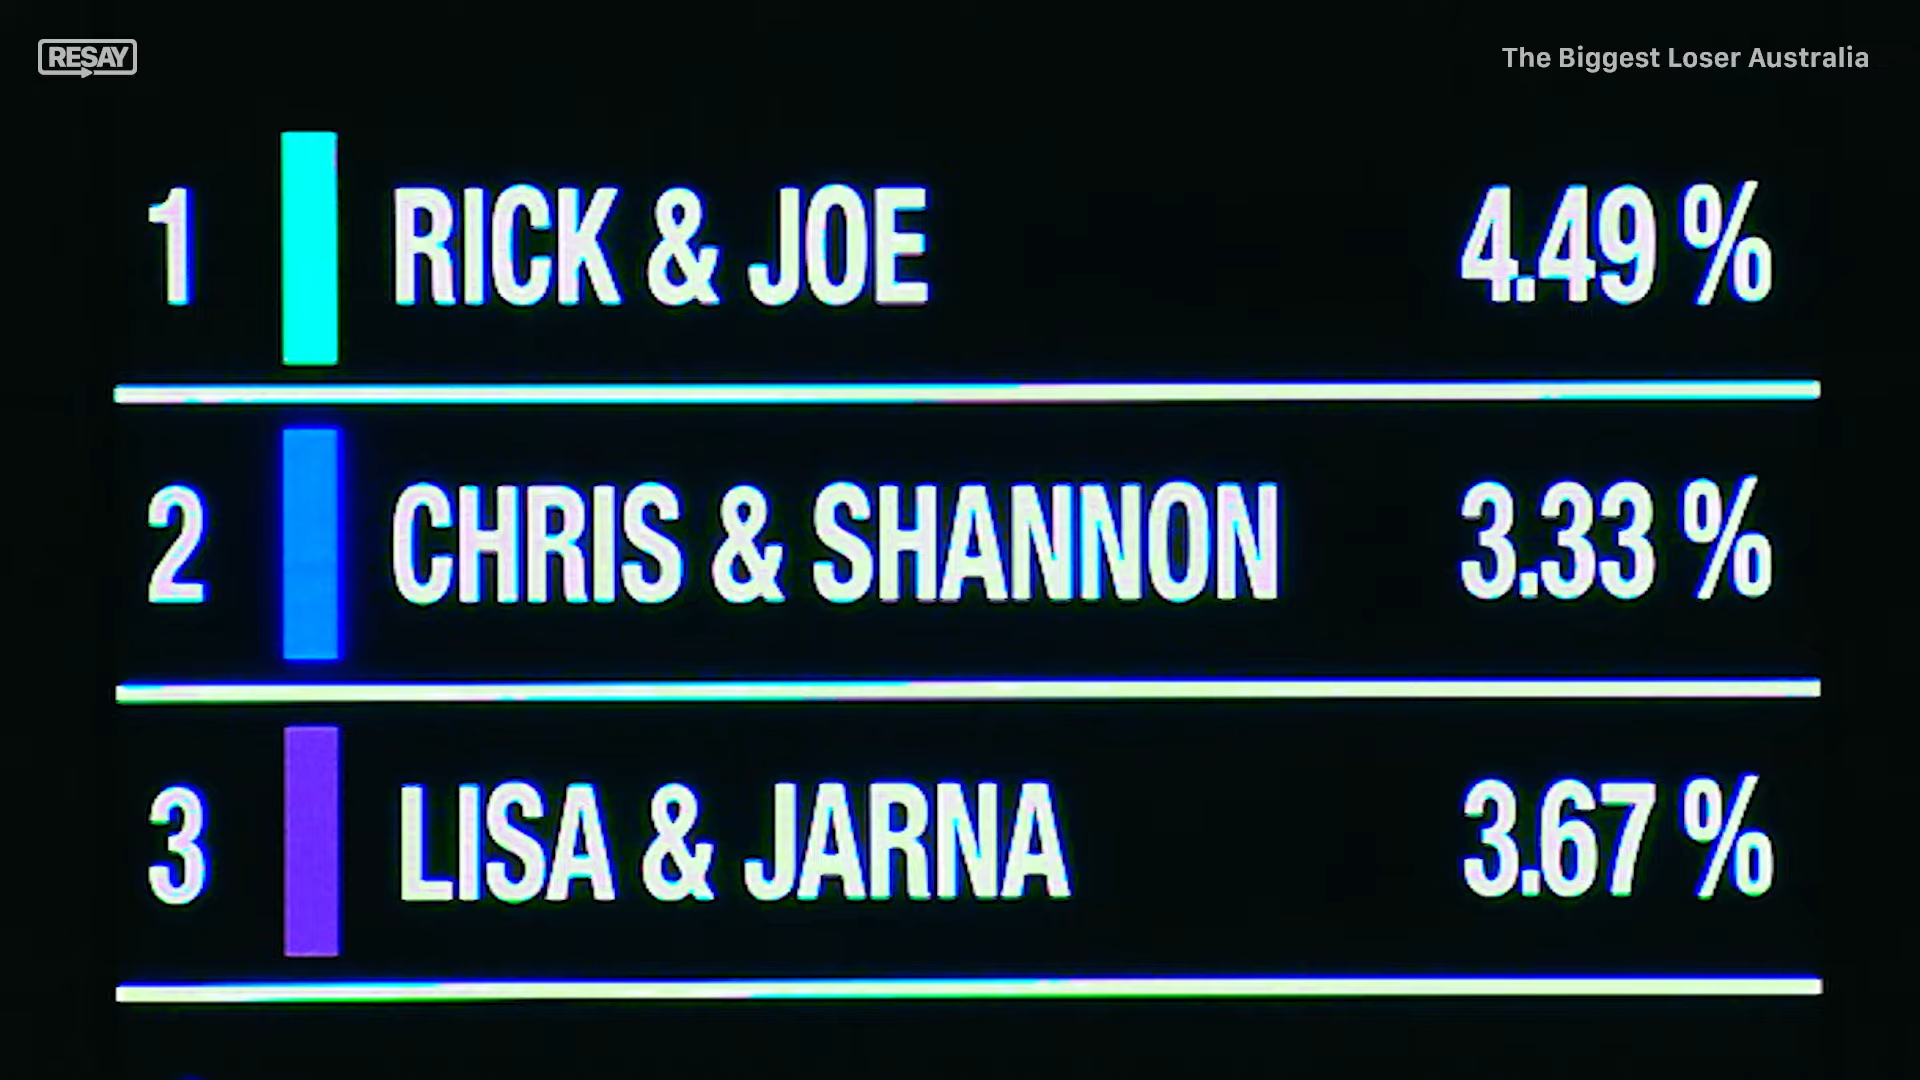 RESAY
The Biggest Loser Australia
1 RICK & JOE 4.49 %
2 CHRIS & SHANNON 3.33 %
3 LISA & JARNA 3.67 %